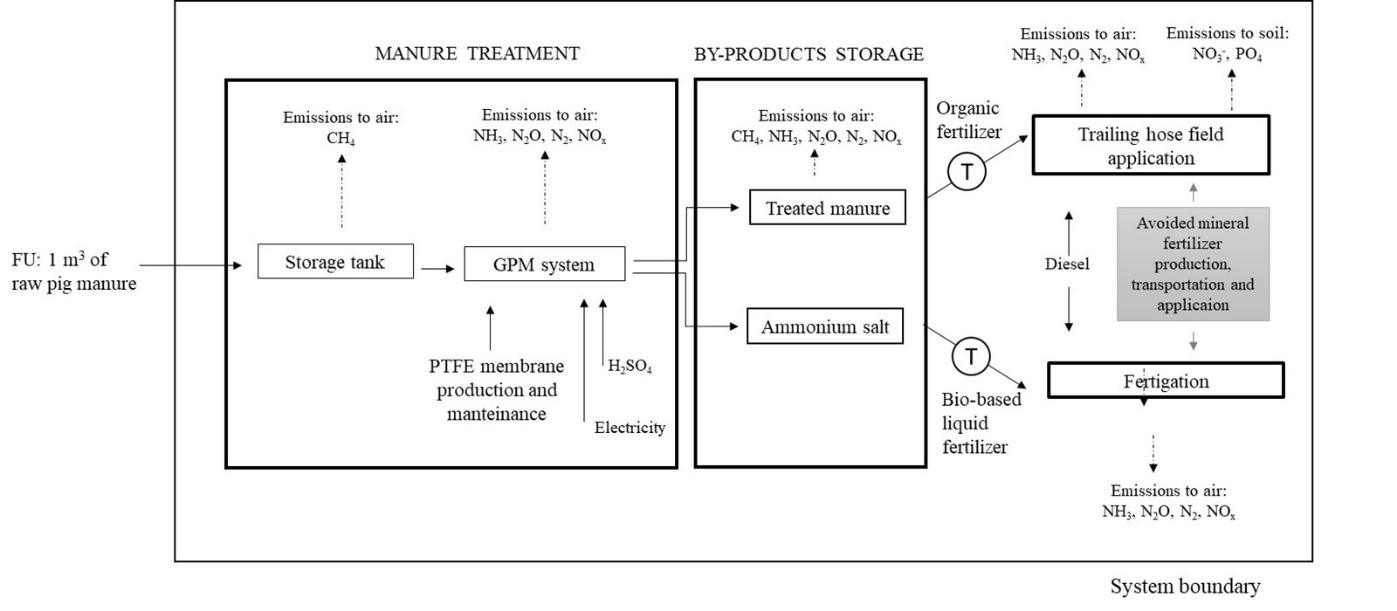 MANURE TREATMENT
BY-PRODUCTS STORAGE
Emissions to air:
NH₃, N₂O, N₂, NOₓ
Emissions to soil:
NO₃⁻, PO₄
Emissions to air:
CH₄
Emissions to air:
NH₃, N₂O, N₂, NOₓ
Emissions to air:
CH₄, NH₃, N₂O, N₂, NOₓ
Organic
fertilizer
T
Trailing hose field
application
FU: 1 m³ of
raw pig manure
Storage tank
GPM system
Treated manure
Ammonium salt
Diesel
Avoided mineral
fertilizer
production,
transportation and
applicaion
PTFE membrane
production and
manteinance
H₂SO₄
Electricity
T
Bio-based
liquid
fertilizer
Fertigation
Emissions to air:
NH₃, N₂O, N₂, NOₓ
System boundary